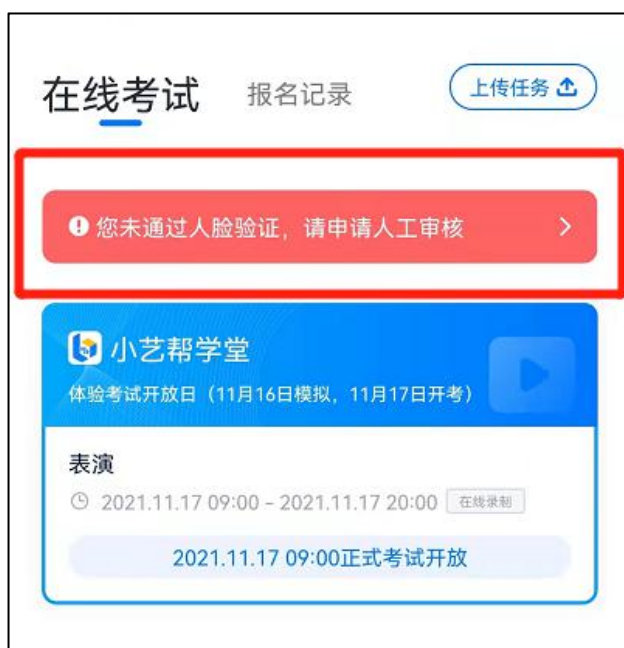 在线考试 报名记录 上传任务
您未通过人脸验证，请申请人工审核
小艺帮学堂
体验考试开放日（11月16日模拟，11月17日开考）
表演
2021.11.17 09:00 - 2021.11.17 20:00 在线录制
2021.11.17 09:00正式考试开放